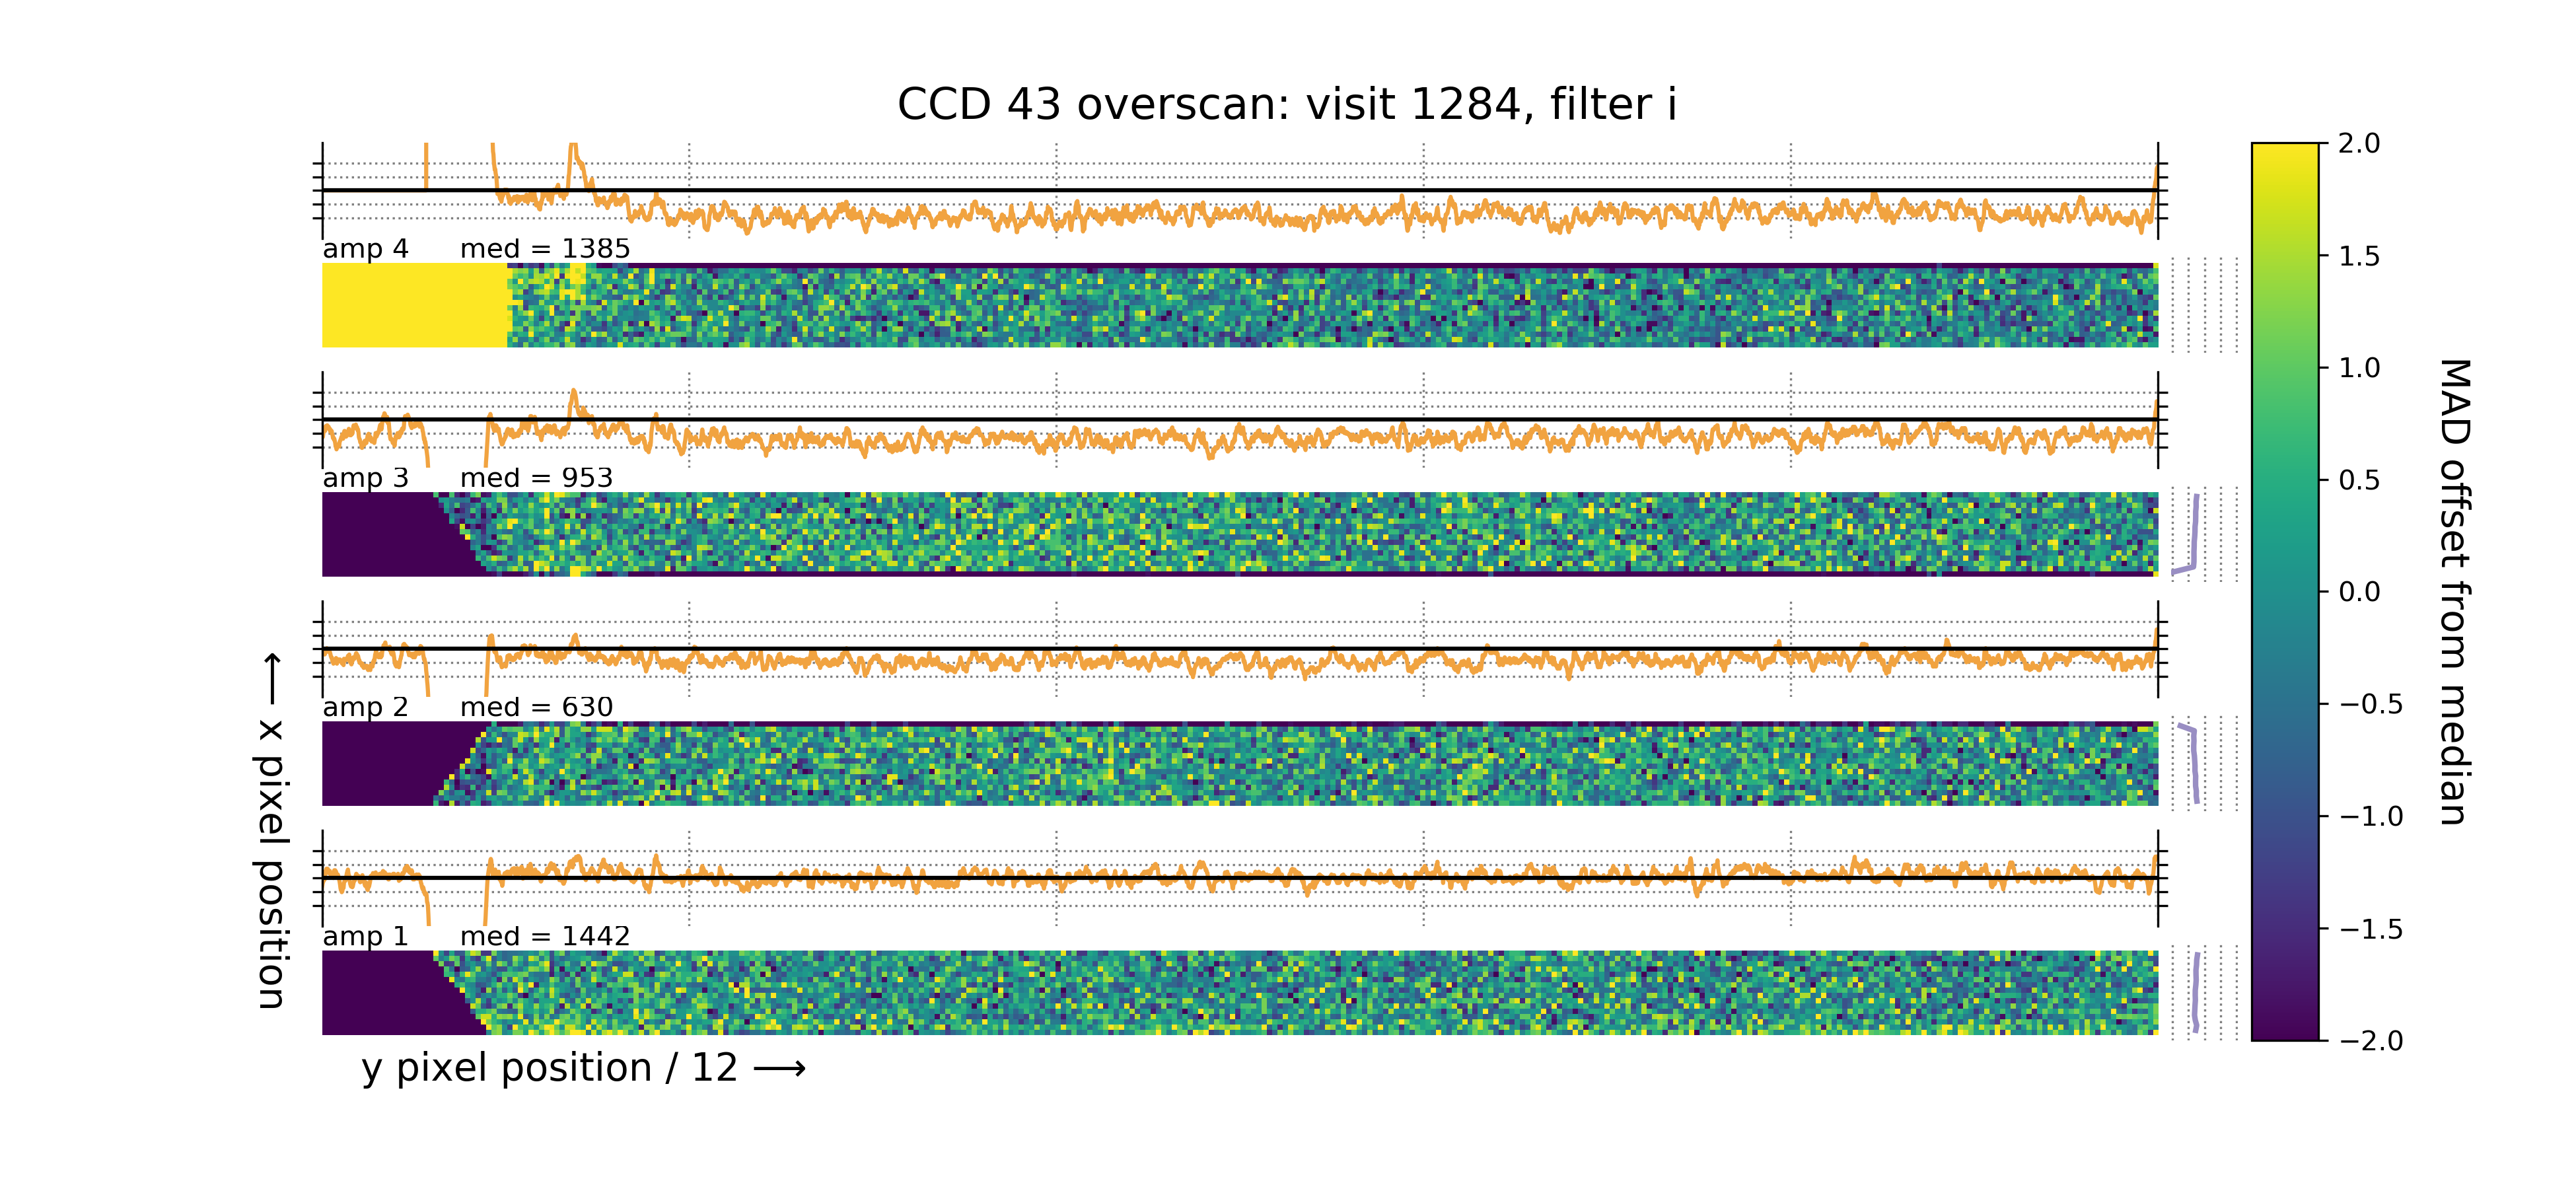 CCD 43 overscan: visit 1284, filter i
amp 4 med = 1385
amp 3 med = 953
amp 2 med = 630
amp 1 med = 1442
x pixel position ⟶
y pixel position / 12 ⟶
2.0
1.5
1.0
0.5
0.0
−0.5
−1.0
−1.5
−2.0
MAD offset from median